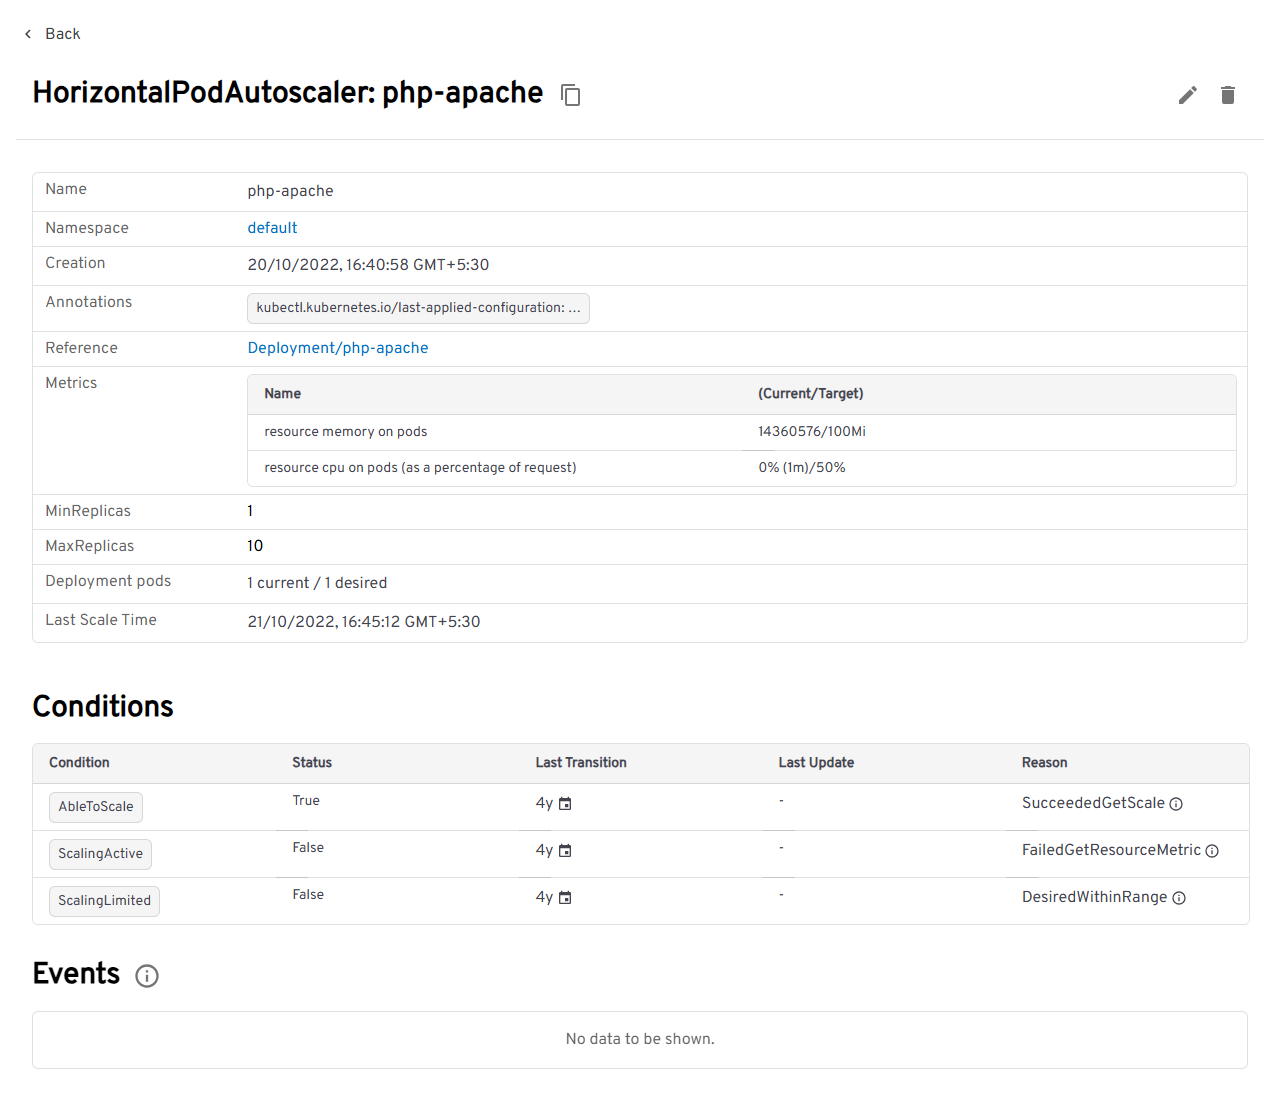 Back
HorizontalPodAutoscaler: php-apache
Name php-apache
Namespace default
Creation 20/10/2022, 16:40:58 GMT+5:30
Annotations kubectl.kubernetes.io/last-applied-configuration: ...
Reference Deployment/php-apache
Metrics
Name (Current/Target)
resource memory on pods 14360576/100Mi
resource cpu on pods (as a percentage of request) 0% (1m)/50%
MinReplicas 1
MaxReplicas 10
Deployment pods 1 current / 1 desired
Last Scale Time 21/10/2022, 16:45:12 GMT+5:30
Conditions
Condition Status Last Transition Last Update Reason
AbleToScale True 4y - SucceededGetScale
ScalingActive False 4y - FailedGetResourceMetric
ScalingLimited False 4y - DesiredWithinRange
Events
No data to be shown.